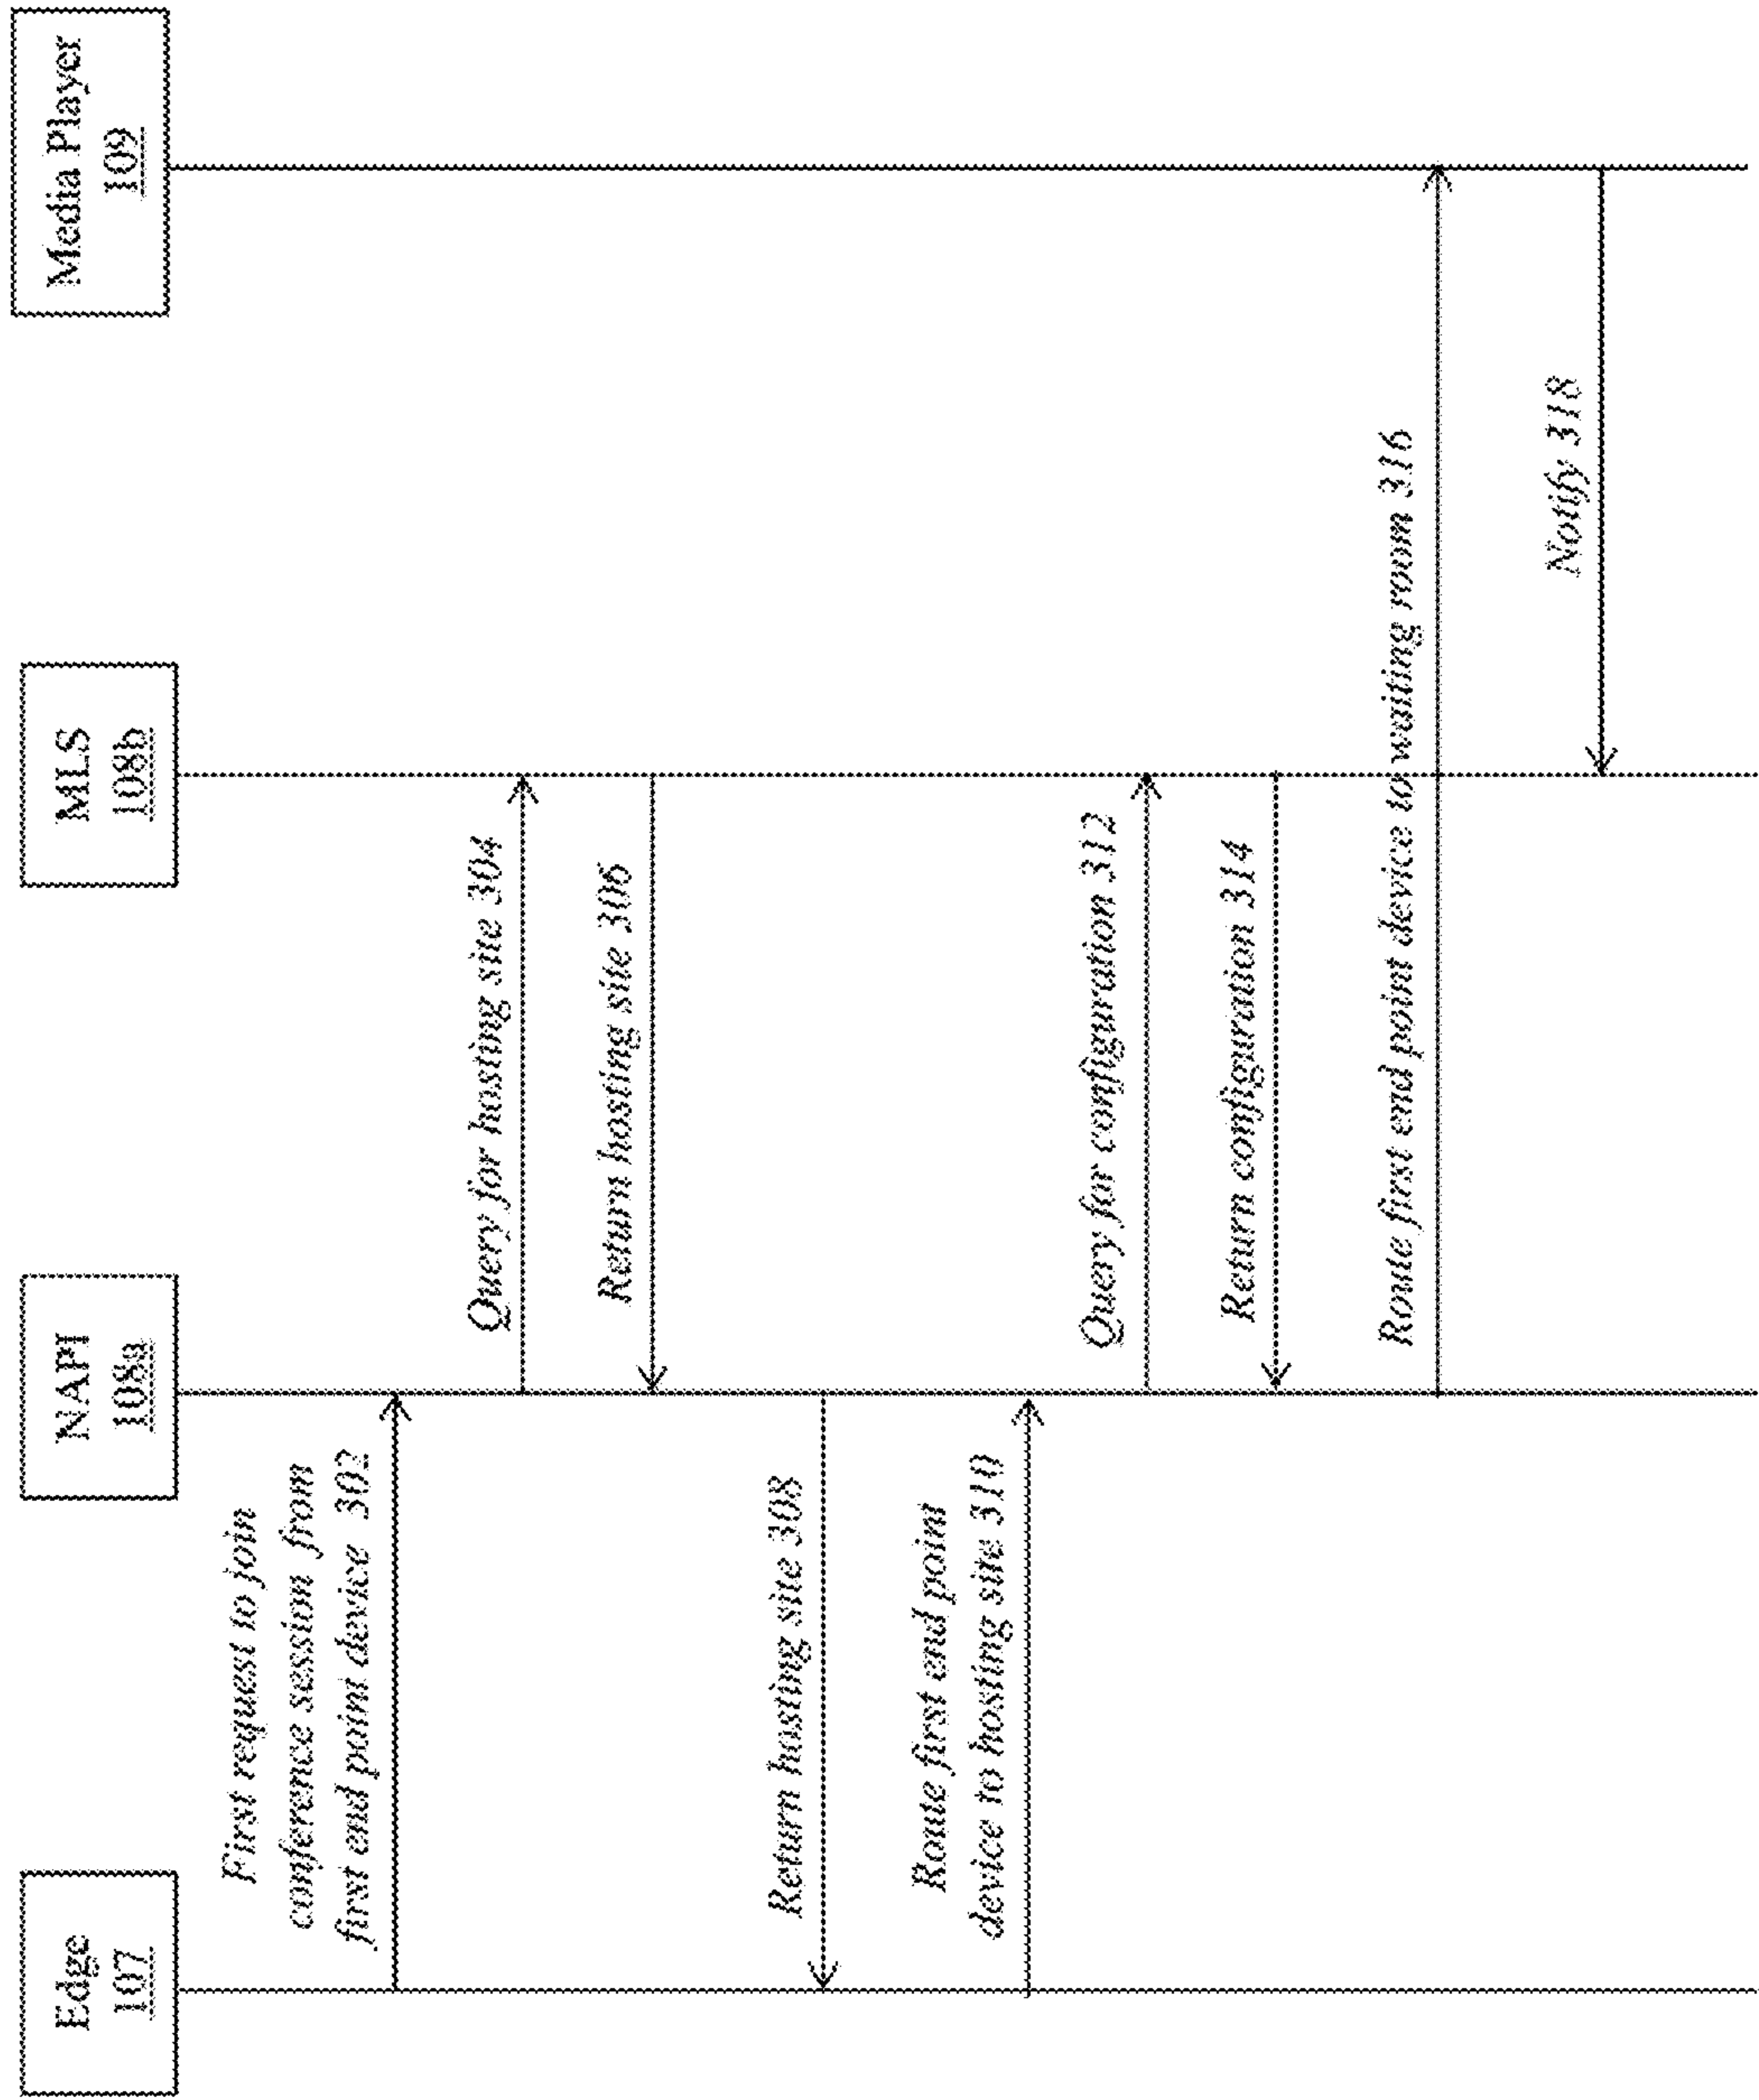 Edge
107
NAPI
108a
MLS
108b
Media Player
109
First request to join
conference session from
first end point device 302
Query for hosting site 304
Return hosting site 306
Return hosting site 308
Route first end point
device to hosting site 310
Query for configuration 312
Return configuration 314
Route first end point device to waiting room 316
Notify 318